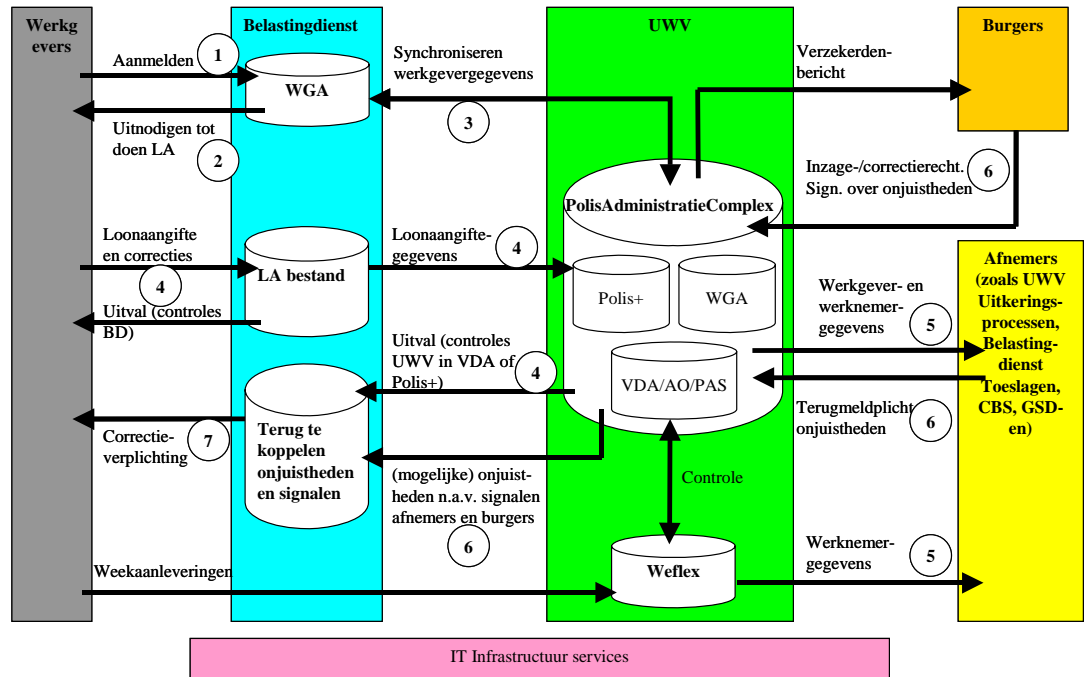 Werkg
evers
Belastingdienst
UWV
Burgers
Aanmelden
1
WGA
Uitnodigen tot
doen LA
2
Synchroniseren
werkgevergegevens
3
Verzekerden-
bericht
Inzage-/correctierecht.
Sign. over onjuistheden
6
PolisAdministratieComplex
Polis+
WGA
VDA/AO/PAS
Loonaangifte
en correcties
4
LA bestand
Uitval (controles
BD)
Loonaangifte-
gegevens
4
Uitval (controles
UWV in VDA of
Polis+)
4
Afnemers
(zoals UWV
Uitkerings-
processen,
Belasting-
dienst
Toeslagen,
CBS, GSD-
en)
Werkgever- en
werknemer-
gegevens
5
Terugmeldplicht
onjuistheden
6
Correctie-
verplichting
7
Terug te
koppelen
onjuistheden
en signalen
(mogelijke) onjuist-
heden n.a.v. signalen
afnemers en burgers
6
Controle
Weekaanleveringen
Weflex
Werknemer-
gegevens
5
IT Infrastructuur services